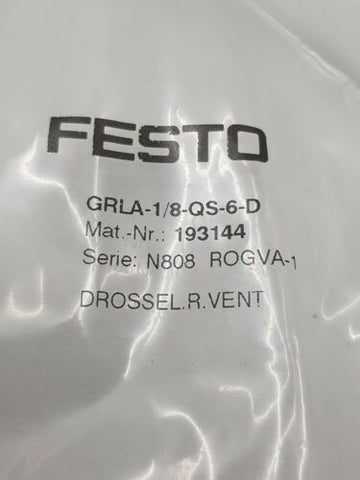 FESTO
GRLA-1/8-QS-6-D
Mat.-Nr.: 193144
Serie: N808 ROGVA-1
DROSSEL.R.VENT